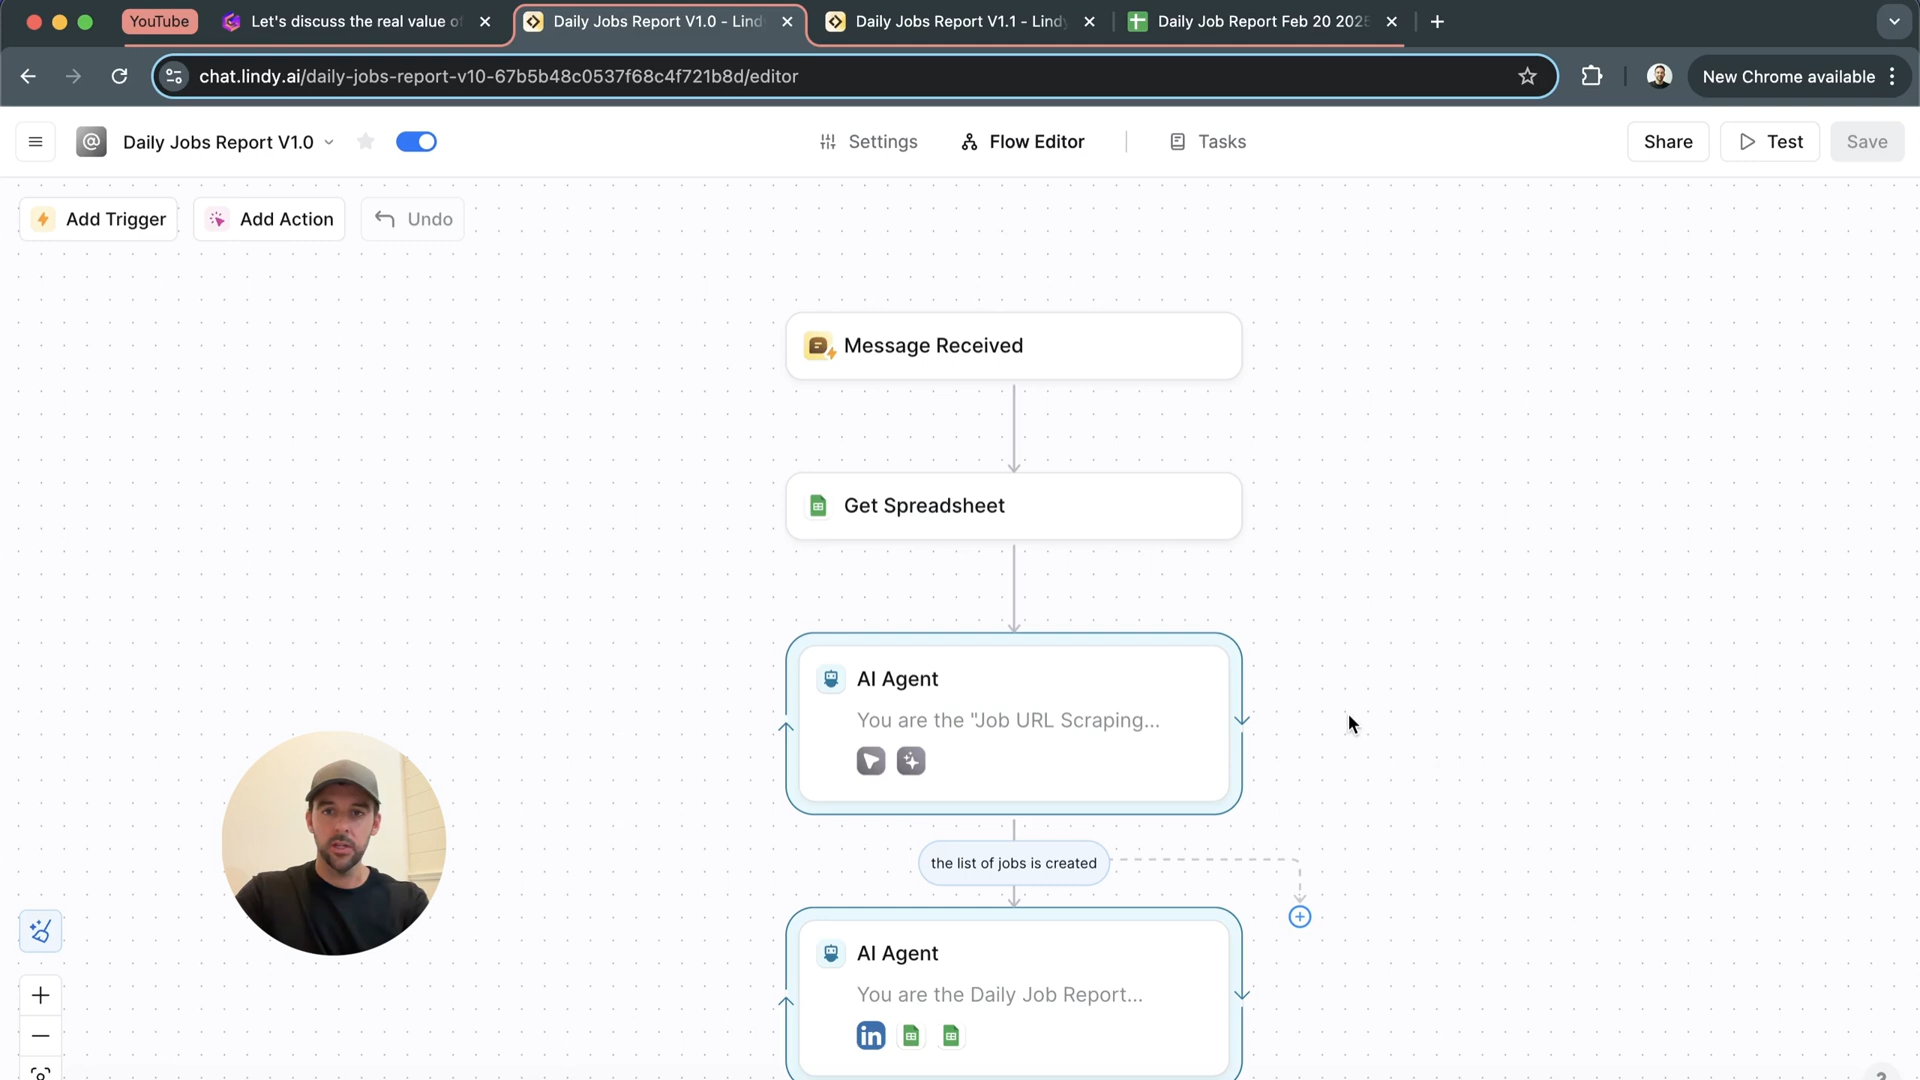 YouTube
Let's discuss the real value of
Daily Jobs Report V1.0 - Lind
Daily Jobs Report V1.1 - Lindy
Daily Job Report Feb 20 2025
chat.lindy.ai/daily-jobs-report-v10-67b5b48c0537f68c4f721b8d/editor
New Chrome available
Daily Jobs Report V1.0
Settings
Flow Editor
Tasks
Share
Test
Save
Add Trigger
Add Action
Undo
Message Received
Get Spreadsheet
AI Agent
You are the "Job URL Scraping...
the list of jobs is created
AI Agent
You are the Daily Job Report...
in
?